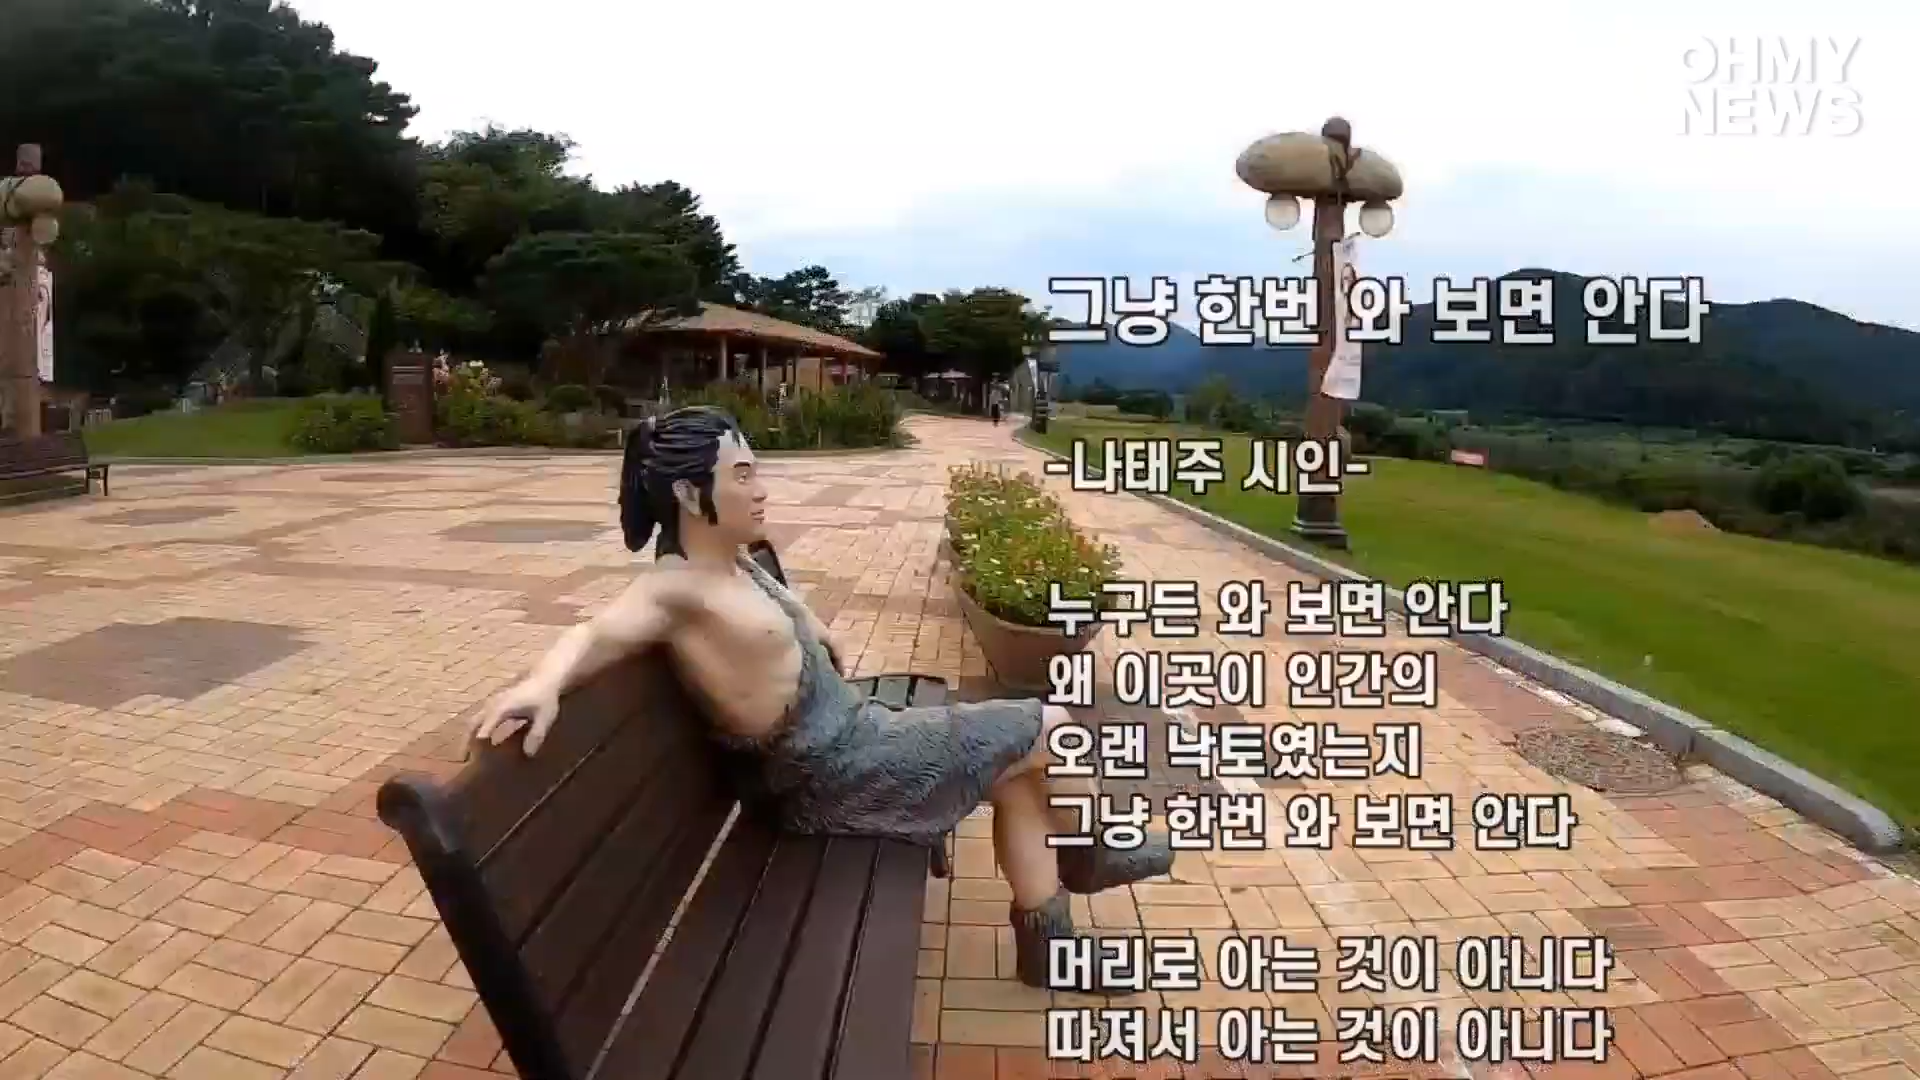 OHMY
NEWS
그냥 한번 와 보면 안다
-나태주 시인-
누구든 와 보면 안다
왜 이곳이 인간의
오랜 낙토였는지
그냥 한번 와 보면 안다
머리로 아는 것이 아니다
따져서 아는 것이 아니다